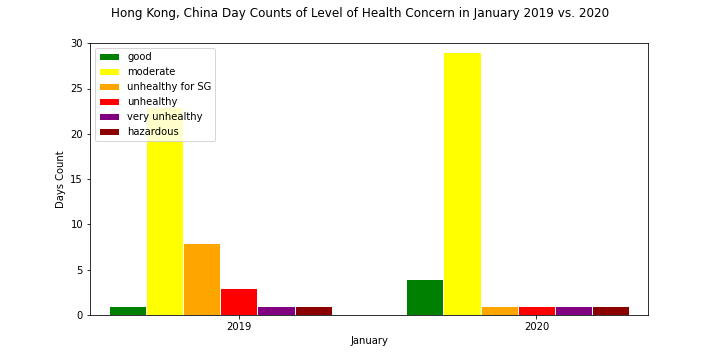 Hong Kong, China Day Counts of Level of Health Concern in January 2019 vs. 2020
30
25
20
15
10
5
0
Days Count
good
moderate
unhealthy for SG
unhealthy
very unhealthy
hazardous
2019
2020
January